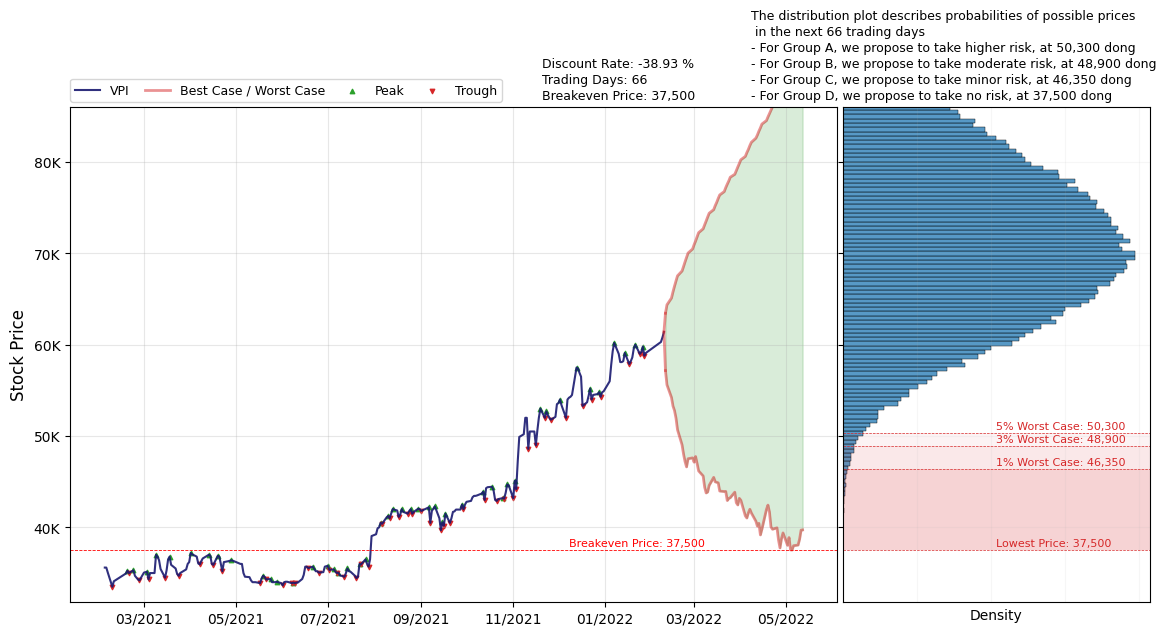 The distribution plot describes probabilities of possible prices
in the next 66 trading days
- For Group A, we propose to take higher risk, at 50,300 dong
- For Group B, we propose to take moderate risk, at 48,900 dong
- For Group C, we propose to take minor risk, at 46,350 dong
- For Group D, we propose to take no risk, at 37,500 dong
Discount Rate: -38.93 %
Trading Days: 66
Breakeven Price: 37,500
VPI
Best Case / Worst Case
Peak
Trough
Stock Price
80K
70K
60K
50K
40K
5% Worst Case: 50,300
3% Worst Case: 48,900
1% Worst Case: 46,350
Breakeven Price: 37,500
Lowest Price: 37,500
03/2021
05/2021
07/2021
09/2021
11/2021
01/2022
03/2022
05/2022
Density